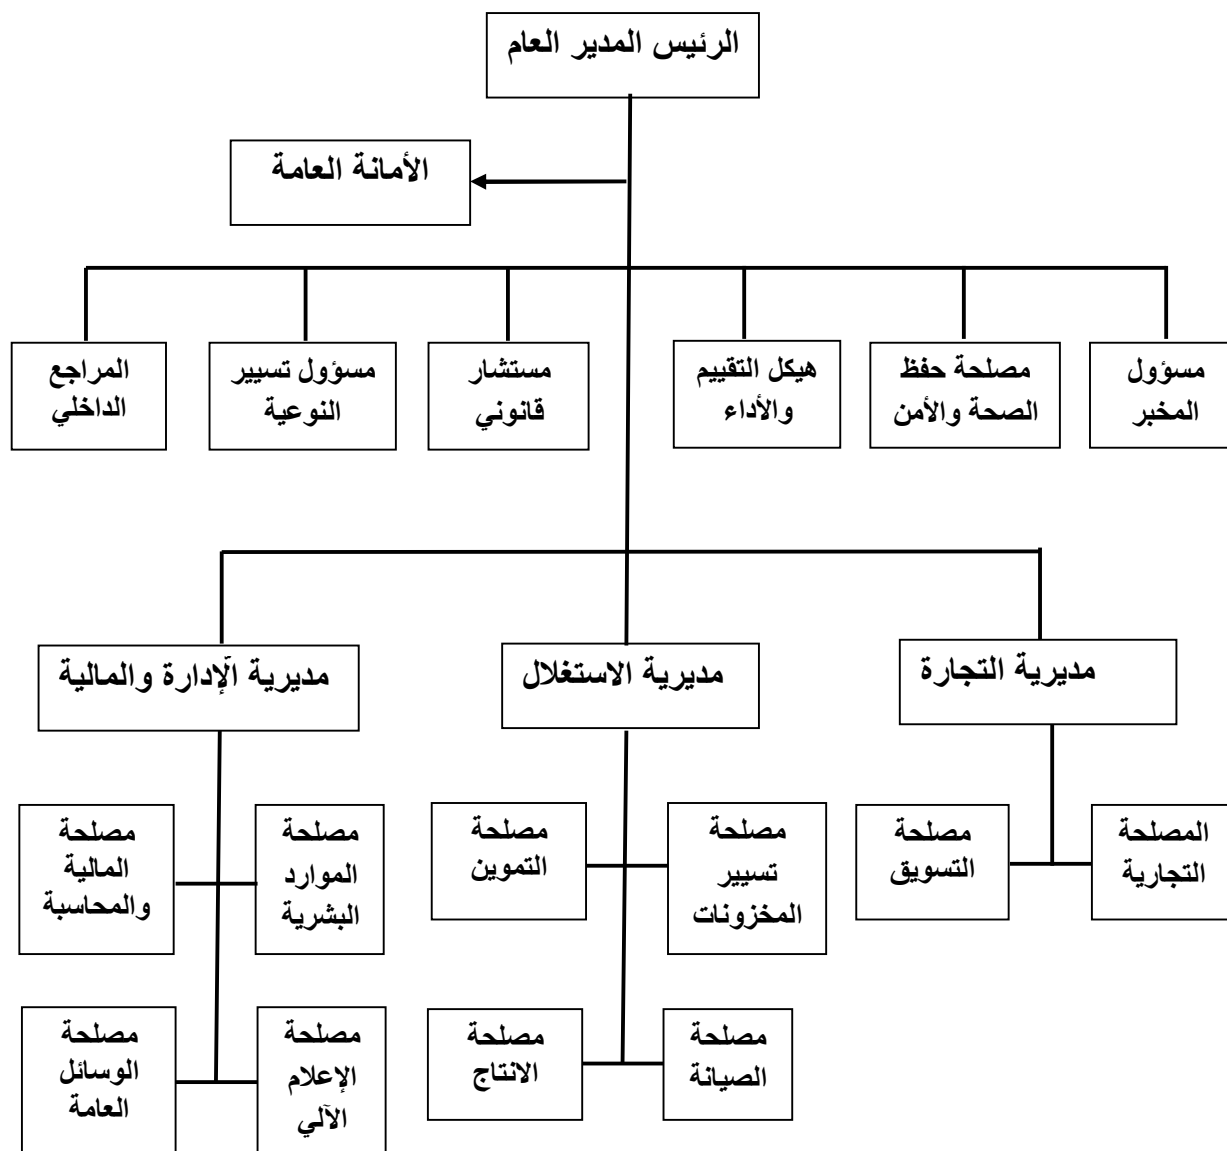 الرئيس المدير العام
الأمانة العامة
مسؤول
المخبر
مصلحة حفظ
الصحة والأمن
هيكل التقييم
والأداء
مستشار
قانوني
مسؤول تسيير
النوعية
المراجع
الداخلي
مديرية التجارة
مديرية الاستغلال
مديرية الإدارة والمالية
المصلحة
التجارية
مصلحة
التسويق
مصلحة
تسيير
المخزونات
مصلحة
التموين
مصلحة
الموارد
البشرية
مصلحة
المالية
والمحاسبة
مصلحة
الصيانة
مصلحة
الانتاج
مصلحة
الإعلام
الآلي
مصلحة
الوسائل
العامة